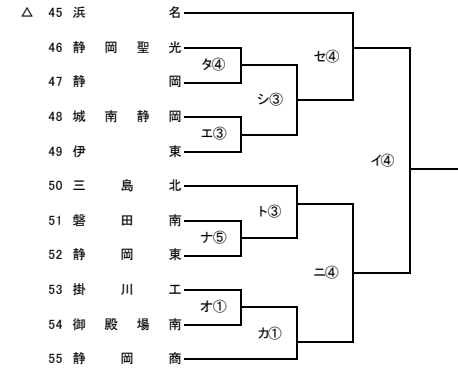 △ 45 浜名
46 静岡聖光
タ④
セ④
47 静岡
シ③
48 城南静岡
エ③
49 伊東
イ④
50 三島北
ト③
51 磐田南
ナ⑤
52 静岡東
ニ④
53 掛川工
オ①
54 御殿場南
カ①
55 静岡商